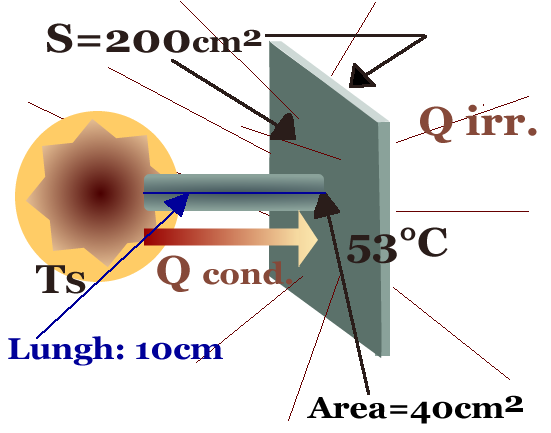 S=200cm²
Q irr.
53°C
Ts
Q cond.
Lungh: 10cm
Area=40cm²